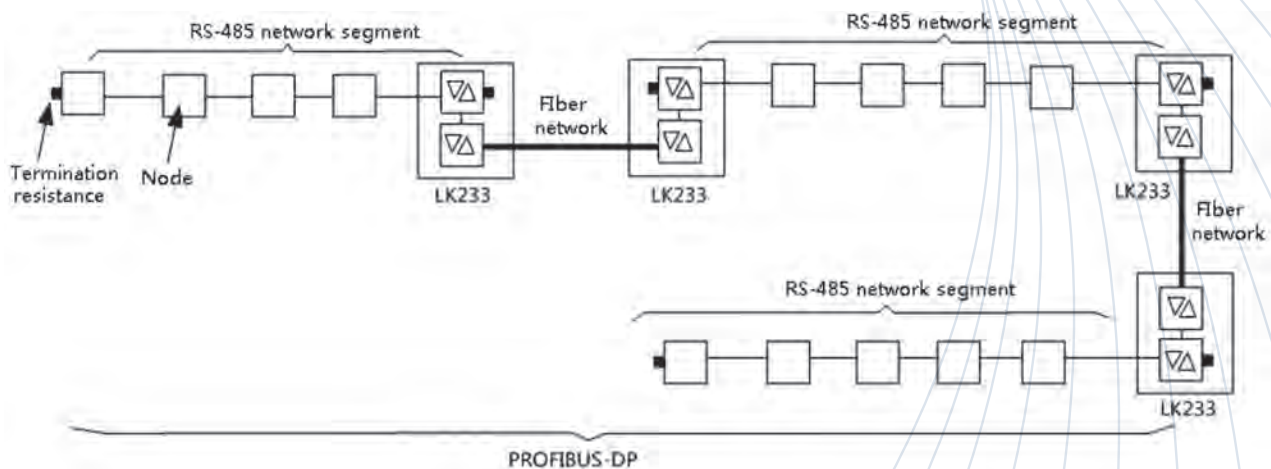 RS-485 network segment
RS-485 network segment
FIber
network
Termination
resistance
Node
LK233
LK233
LK233
FIber
network
RS-485 network segment
LK233
PROFIBUS-DP